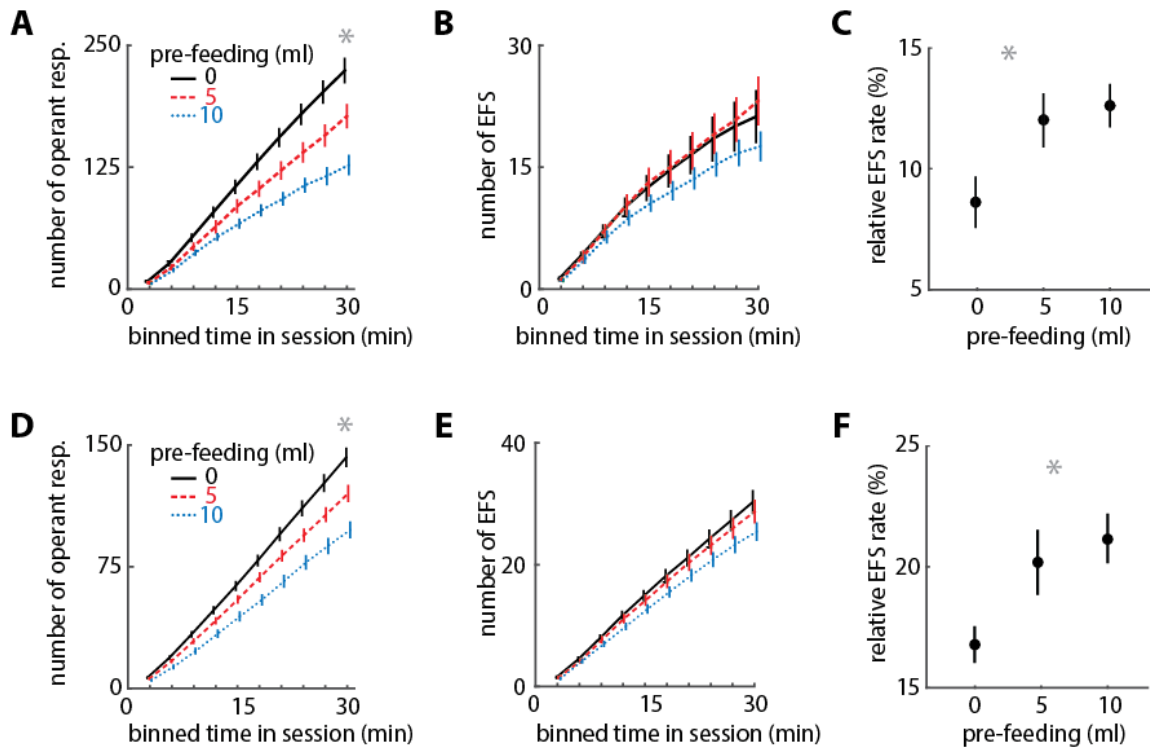 A
number of operant resp.
250
125
0
pre-feeding (ml)
0
5
10
*
0 15 30
binned time in session (min)
B
number of EFS
30
15
0
0 15 30
binned time in session (min)
C
relative EFS rate (%)
15
10
5
*
0 5 10
pre-feeding (ml)
D
number of operant resp.
150
75
0
pre-feeding (ml)
0
5
10
*
0 15 30
binned time in session (min)
E
number of EFS
40
20
0
0 15 30
binned time in session (min)
F
relative EFS rate (%)
25
20
15
*
0 5 10
pre-feeding (ml)